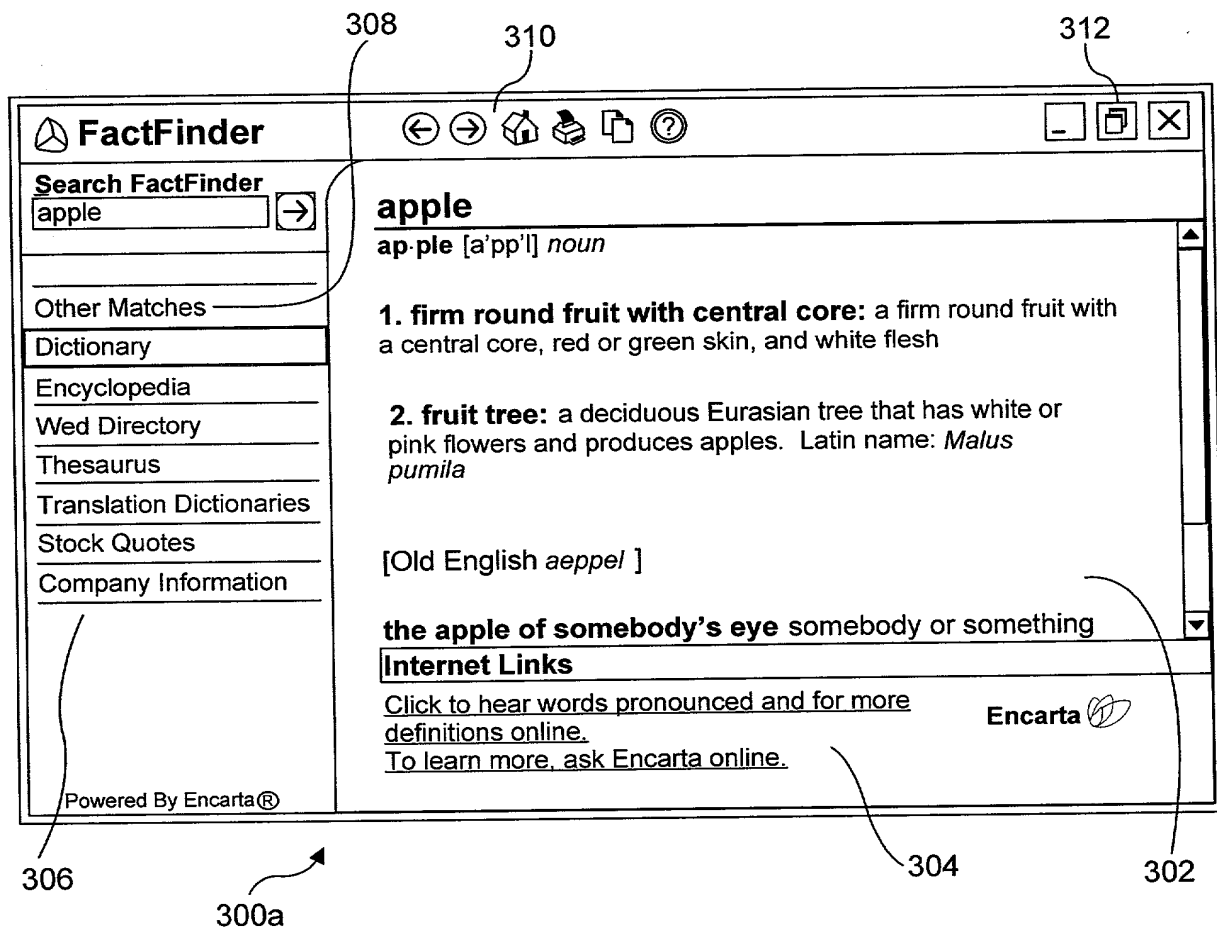 308
310
312
FactFinder
Search FactFinder
apple
Other Matches
Dictionary
Encyclopedia
Wed Directory
Thesaurus
Translation Dictionaries
Stock Quotes
Company Information
Powered By Encarta®
apple
ap·ple [a'pp'l] noun
1. firm round fruit with central core: a firm round fruit with
a central core, red or green skin, and white flesh
2. fruit tree: a deciduous Eurasian tree that has white or
pink flowers and produces apples. Latin name: Malus
pumila
[Old English aeppel ]
the apple of somebody's eye somebody or something
Internet Links
Click to hear words pronounced and for more
definitions online.
To learn more, ask Encarta online.
Encarta
306
300a
304
302